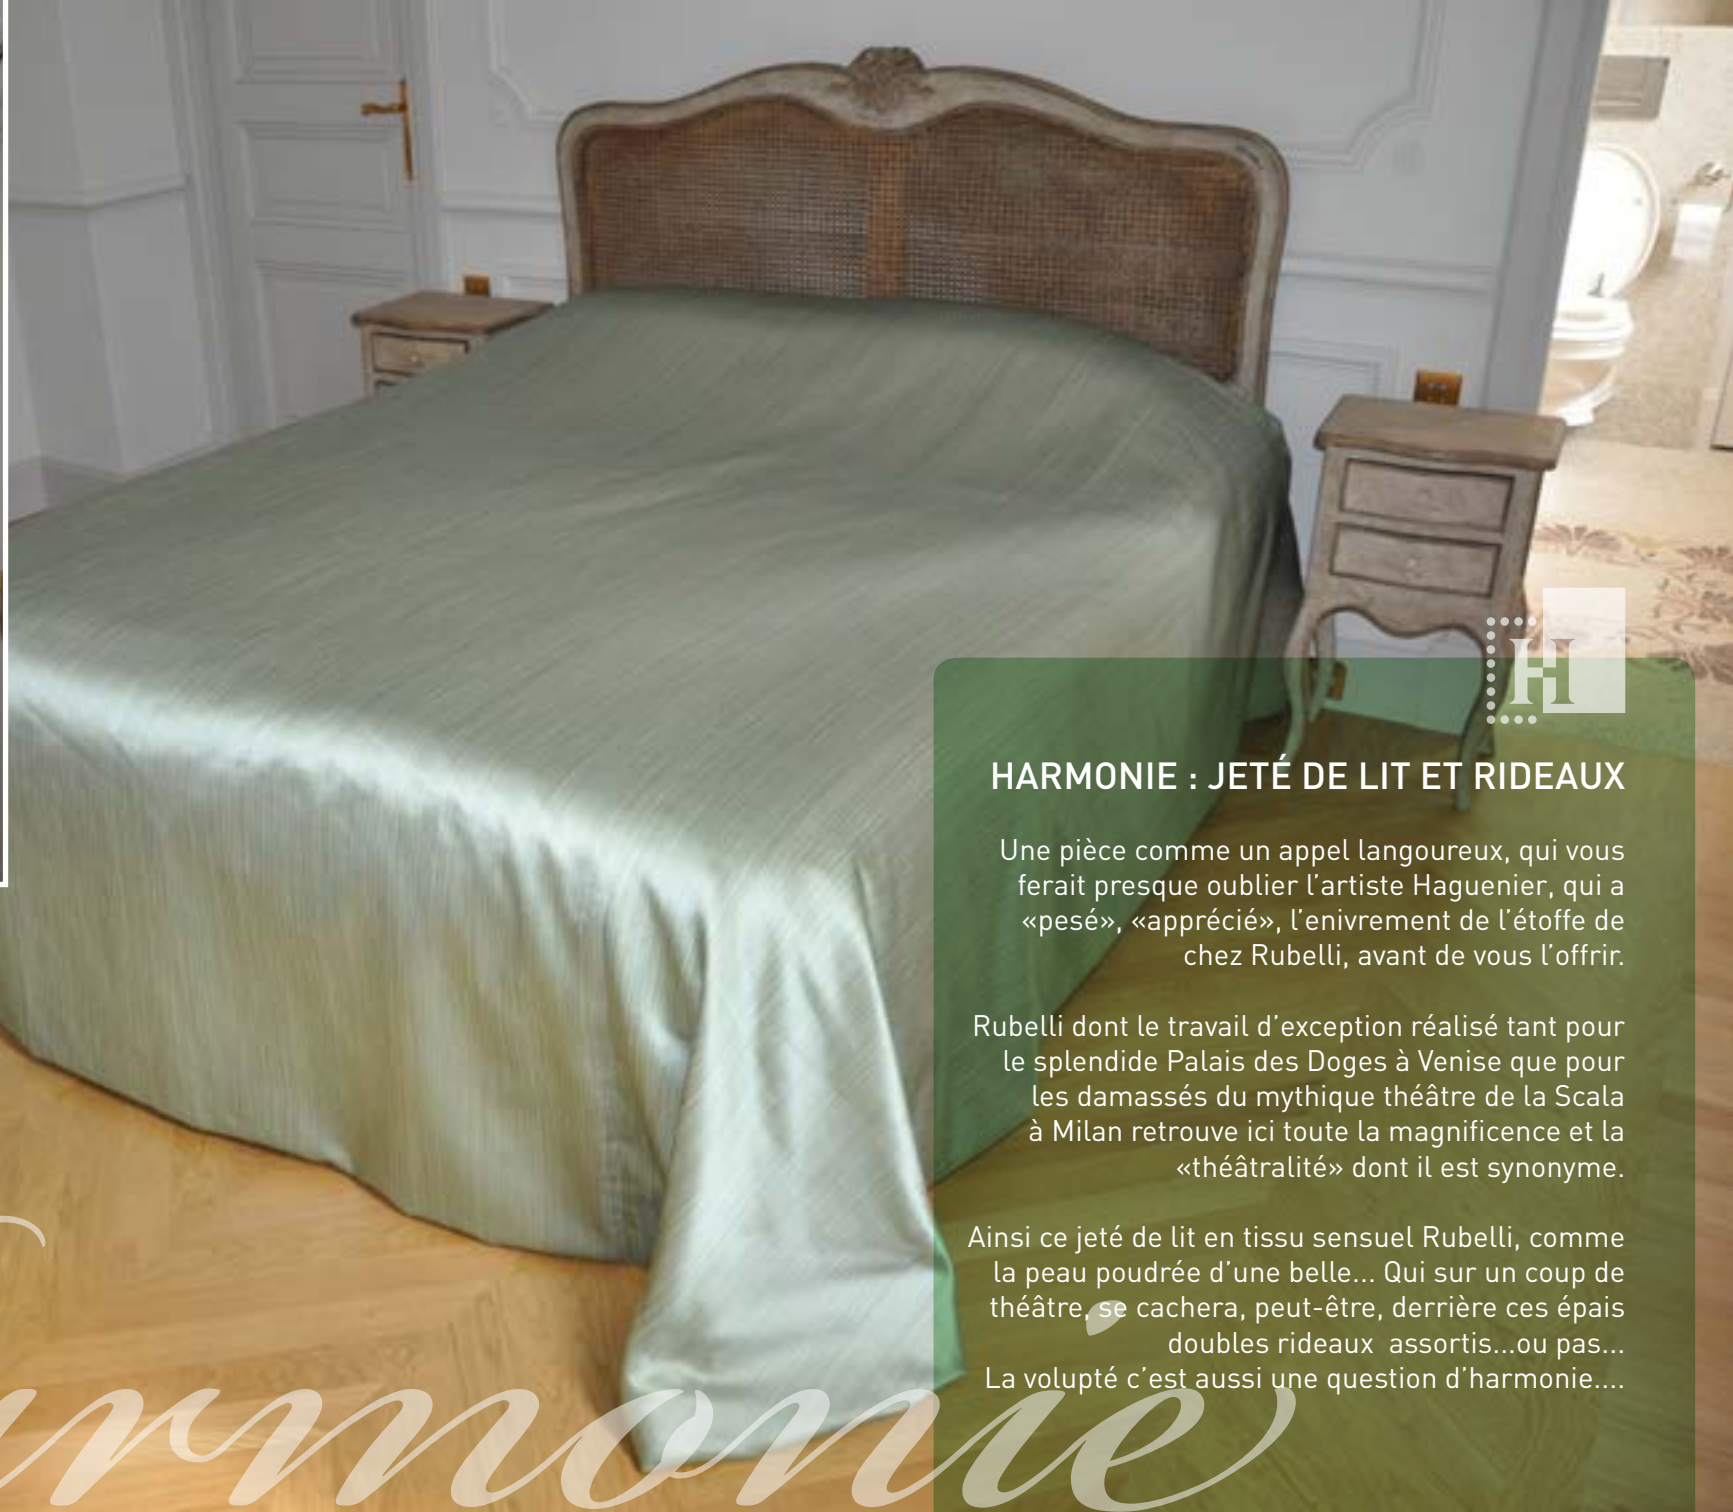 H
HARMONIE : JETÉ DE LIT ET RIDEAUX
Une pièce comme un appel langoureux, qui vous
ferait presque oublier l’artiste Haguenier, qui a
«pesé», «apprécié», l’enivrement de l’étoffe de
chez Rubelli, avant de vous l’offrir.
Rubelli dont le travail d’exception réalisé tant pour
le splendide Palais des Doges à Venise que pour
les damassés du mythique théâtre de la Scala
à Milan retrouve ici toute la magnificence et la
«théâtralité» dont il est synonyme.
Ainsi ce jeté de lit en tissu sensuel Rubelli, comme
la peau poudrée d’une belle... Qui sur un coup de
théâtre, se cachera, peut-être, derrière ces épais
doubles rideaux assortis...ou pas...
La volupté c’est aussi une question d’harmonie....
armonie